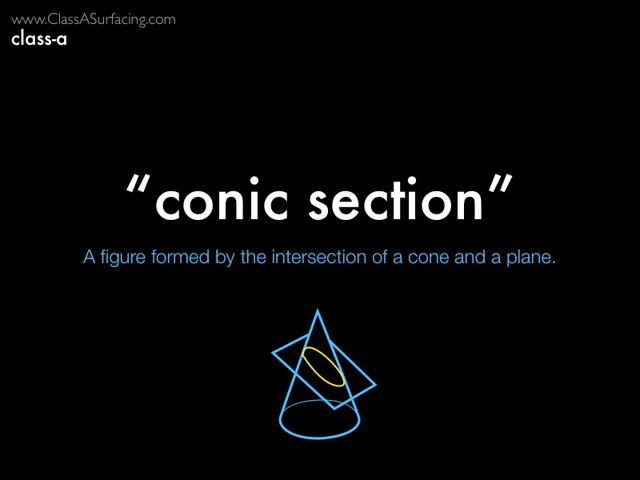 www.ClassASurfacing.com
class-a
“conic section”
A figure formed by the intersection of a cone and a plane.